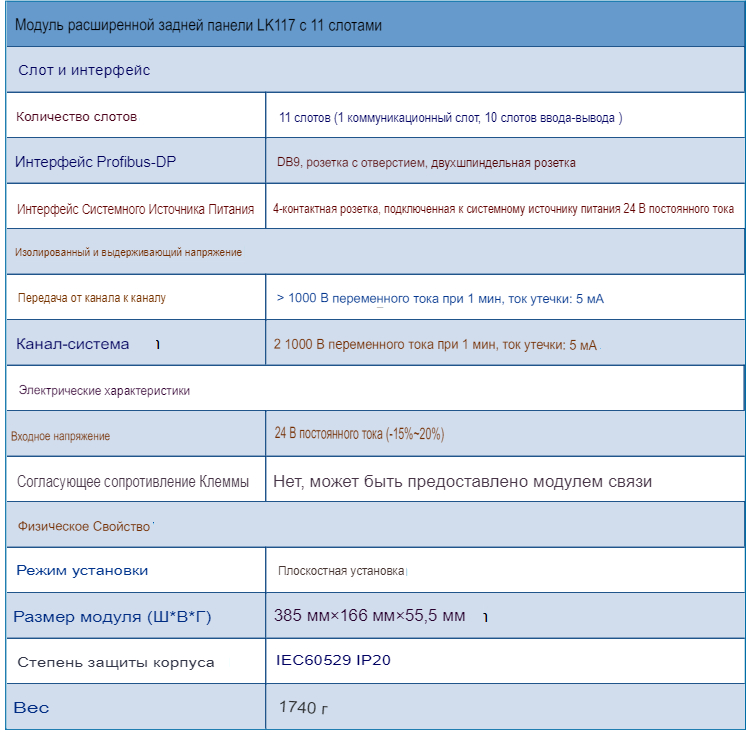 Модуль расширенной задней панели LK117 с 11 слотами
Слот и интерфейс
Количество слотов
11 слотов (1 коммуникационный слот, 10 слотов ввода-вывода )
Интерфейс Profibus-DP
DB9, розетка с отверстием, двухшпиндельная розетка
Интерфейс Системного Источника Питания
4-контактная розетка, подключенная к системному источнику питания 24 В постоянного тока
Изолированный и выдерживающий напряжение
Передача от канала к каналу
> 1000 В переменного тока при 1 мин, ток утечки: 5 мА
Канал-система
2 1000 В переменного тока при 1 мин, ток утечки: 5 мА
Электрические характеристики
Входное напряжение
24 В постоянного тока (-15%~20%)
Согласующее сопротивление Клеммы
Нет, может быть предоставлено модулем связи
Физическое Свойство
Режим установки
Плоскостная установка
Размер модуля (Ш*В*Г)
385 мм×166 мм×55,5 мм
Степень защиты корпуса
IEC60529 IP20
Вес
1740 г